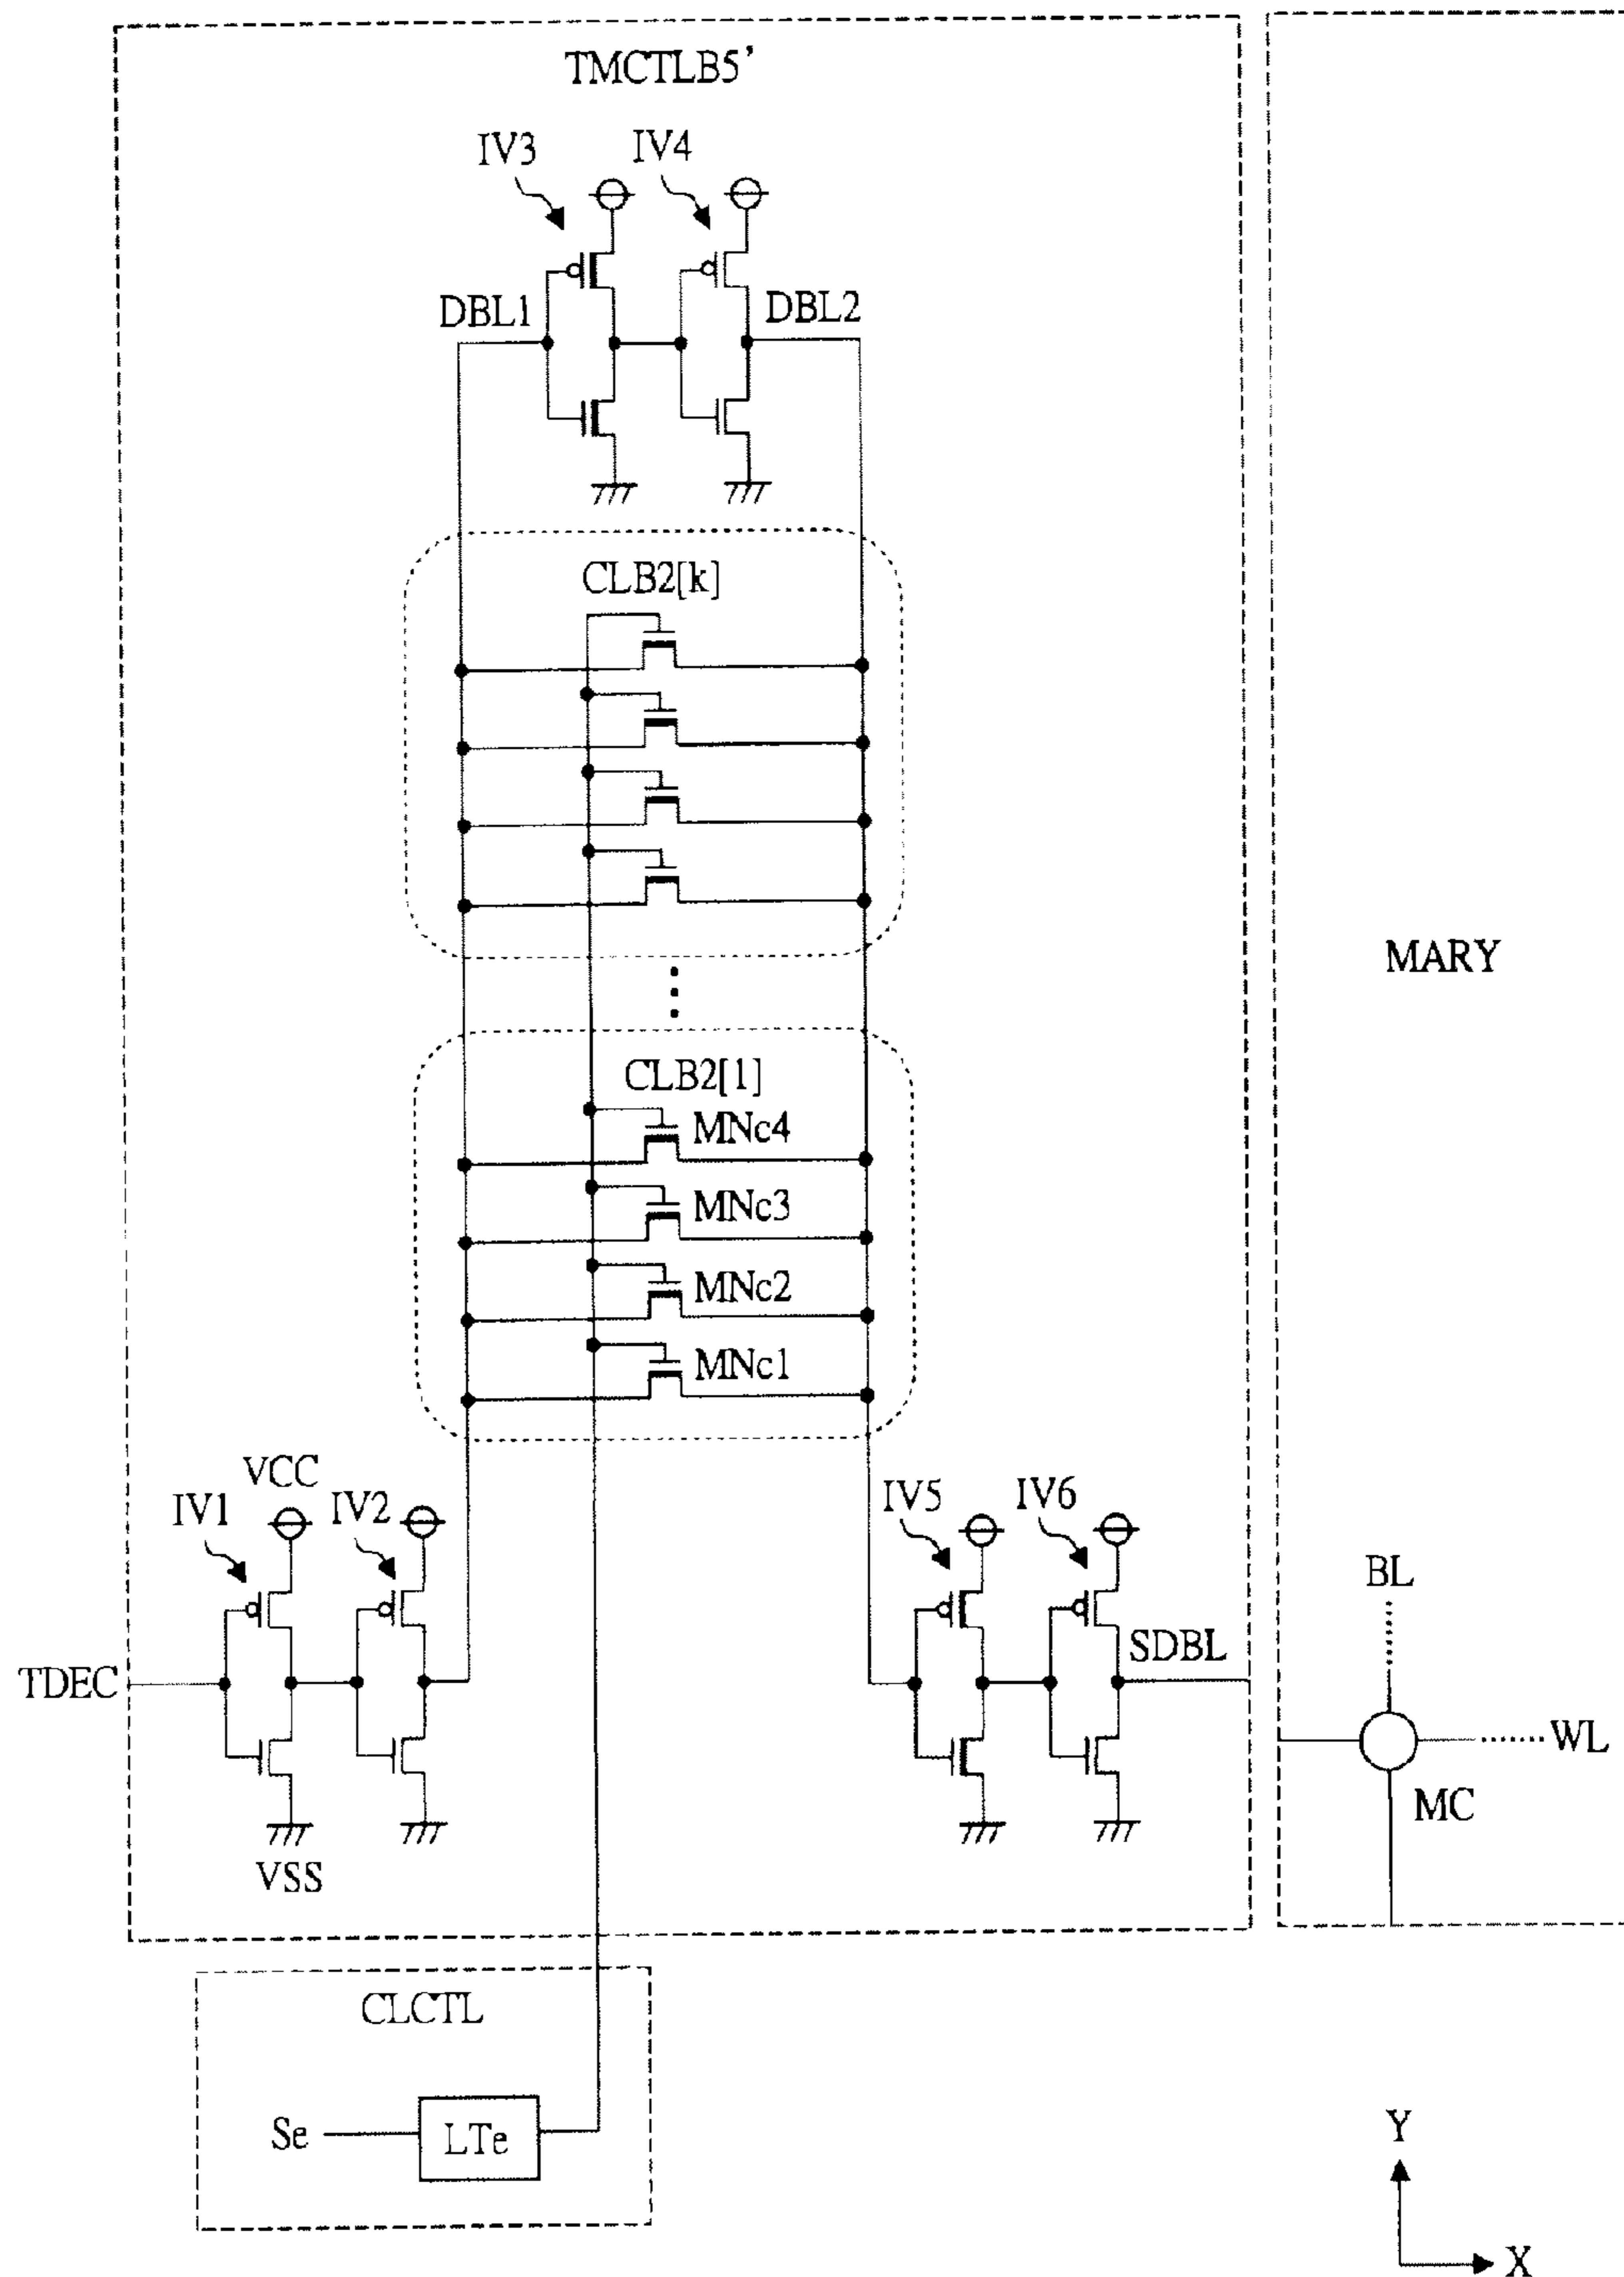 TMCTLB5’
IV3
IV4
DBL1
DBL2
CLB2[k]
MARY
CLB2[1]
MNc4
MNc3
MNc2
MNc1
VCC
IV1
IV2
IV5
IV6
BL
TDEC
SDBL
WL
MC
VSS
CLCTL
Se
LTe
Y
X